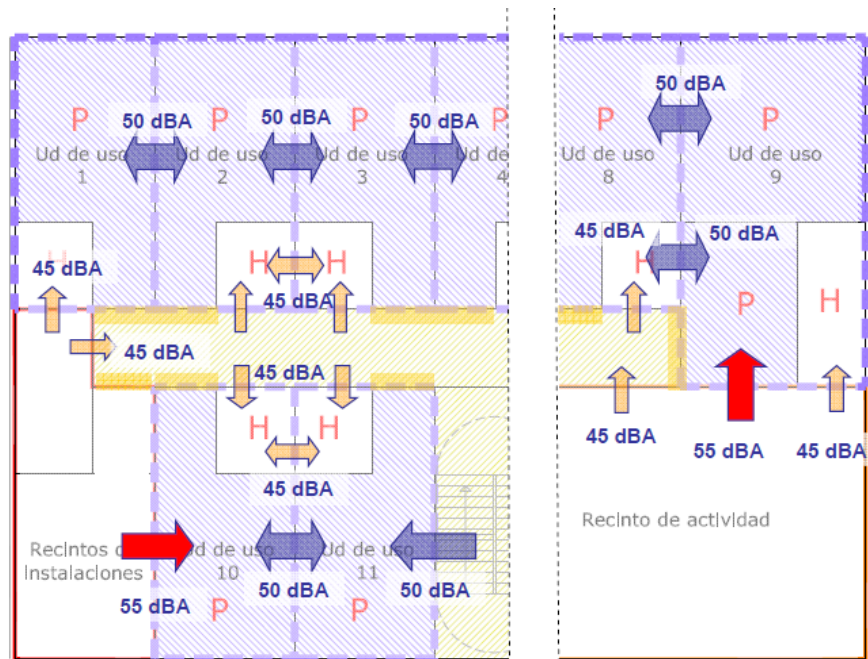 P 50 dBA P 50 dBA P 50 dBA P 50 dBA P
Ud de uso Ud de uso Ud de uso Ud de uso Ud de uso Ud de uso
1 2 3 4 8 9
45 dBA 50 dBA
H H H H
45 dBA
45 dBA
P H
45 dBA
45 dBA
H H
45 dBA 55 dBA 45 dBA
45 dBA
Recinto de actividad
Recintos d
Instalaciones
Ud de uso Ud de uso
10 11
50 dBA 50 dBA
55 dBA P P